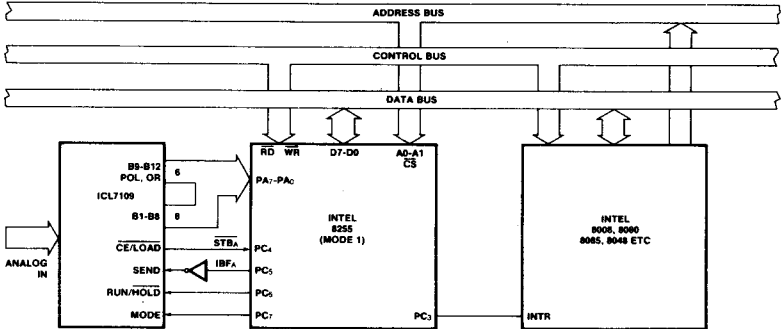 ADDRESS BUS
CONTROL BUS
DATA BUS
B9-B12
POL, OR
6
ICL7109
B1-B8
8
CE/LOAD
SEND
RUN/HOLD
MODE
ANALOG
IN
STBA
IBFA
RD WR
D7-D0
A0-A1
CS
PA7-PA0
INTEL
8255
(MODE 1)
PC4
PC5
PC6
PC7
PC3
INTEL
8008, 8080
8085, 8048 ETC
INTR